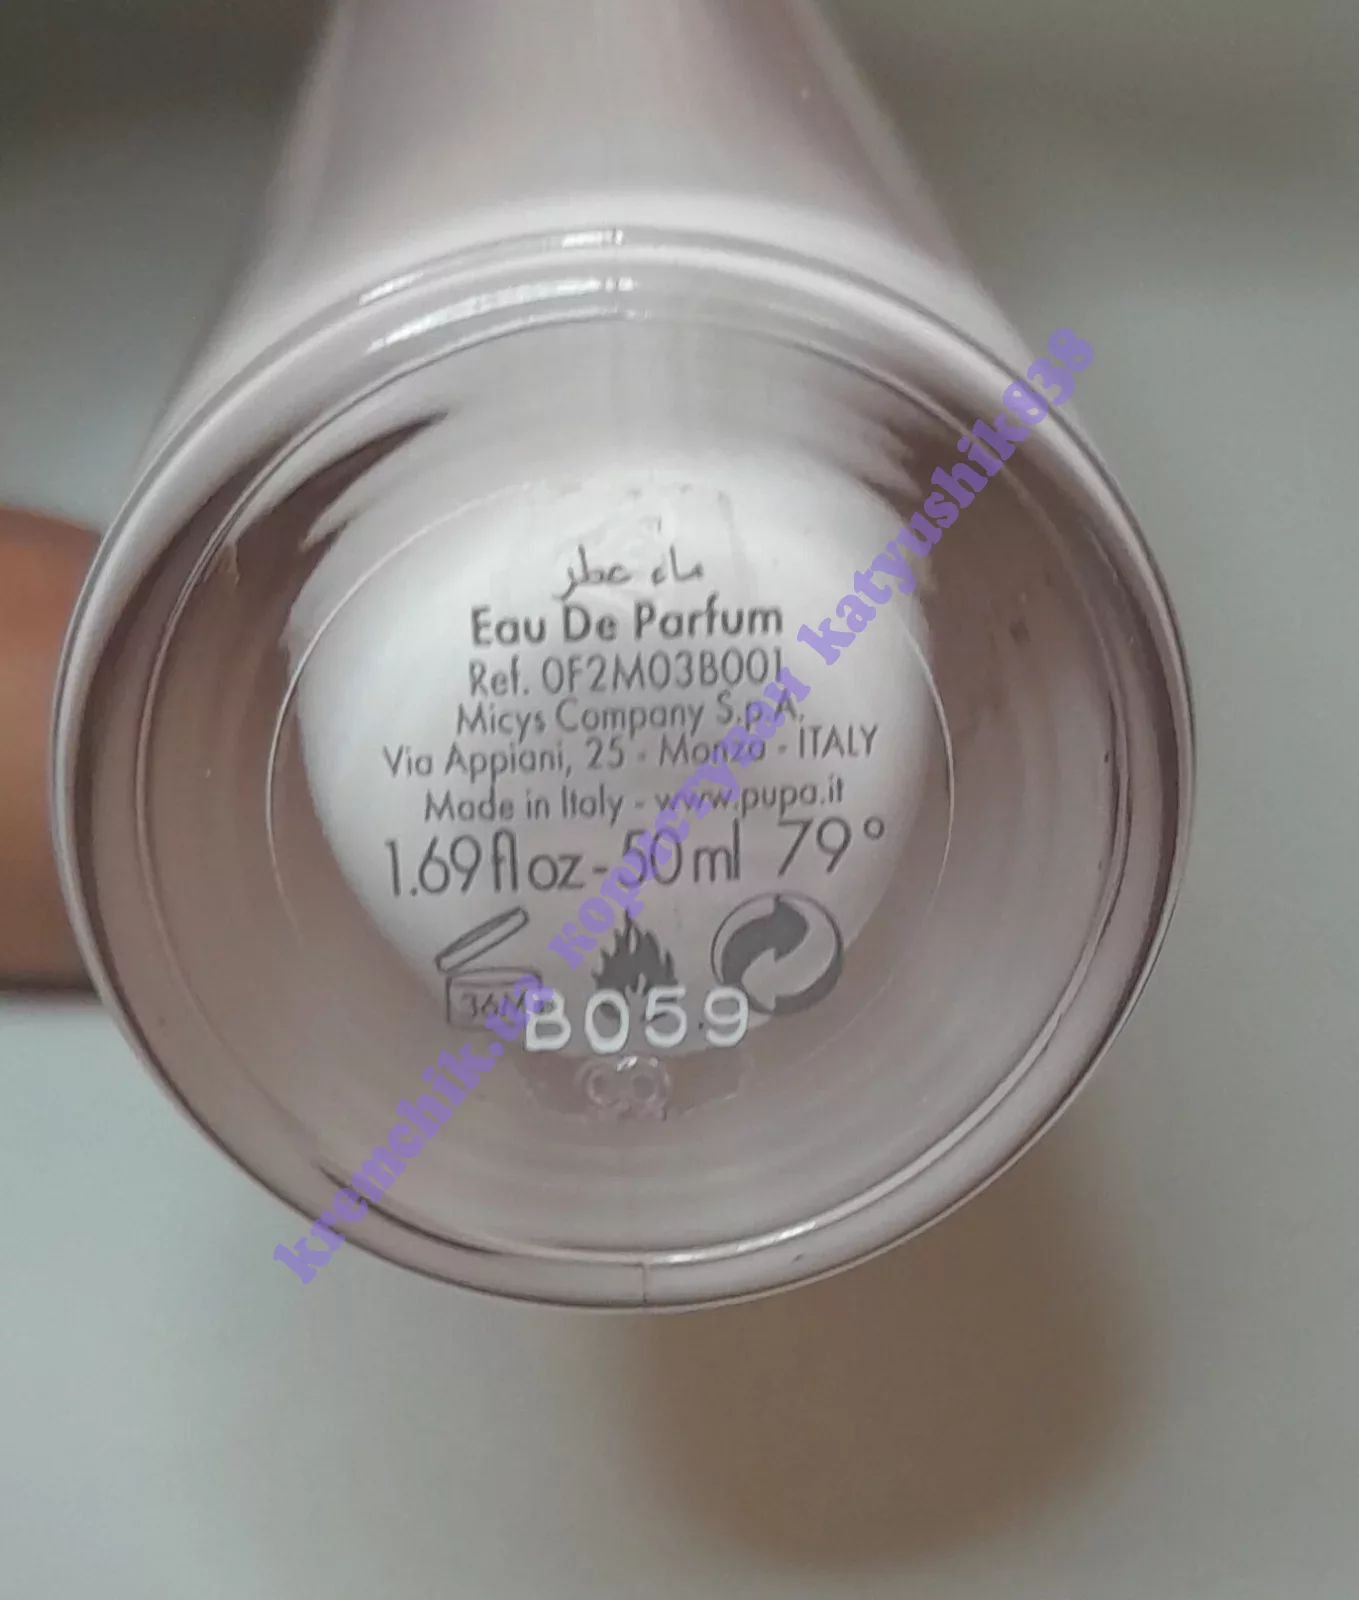 ماء عطر
Eau De Parfum
Ref. 0F2M03B001
Micys Company S.p.A.
Via Appiani, 25 - Monza - ITALY
Made in Italy - www.pupa.it
1.69 fl oz - 50 ml 79°
36M
B059
kremchik.ua користувач katyushik838